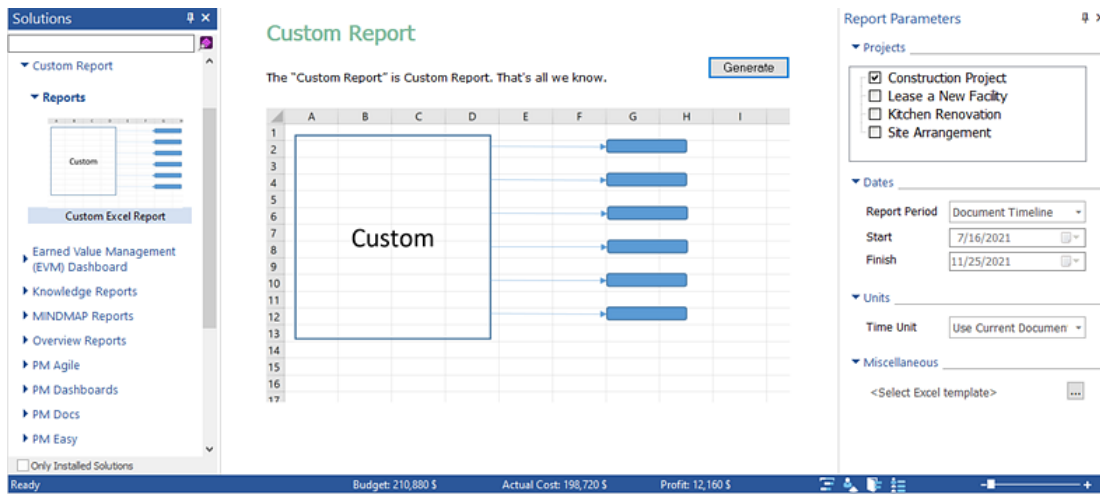 Solutions
Custom Report
Reports
Custom
Custom Excel Report
Earned Value Management
(EVM) Dashboard
Knowledge Reports
MINDMAP Reports
Overview Reports
PM Agile
PM Dashboards
PM Docs
PM Easy
Only Installed Solutions
Custom Report
The "Custom Report" is Custom Report. That's all we know.
Generate
A B C D E F G H I
1
2
3
4
5
6
7
Custom
8
9
10
11
12
13
14
15
16
17
Report Parameters
Projects
Construction Project
Lease a New Facility
Kitchen Renovation
Site Arrangement
Dates
Report Period Document Timeline
Start 7/16/2021
Finish 11/25/2021
Units
Time Unit Use Current Documen
Miscellaneous
<Select Excel template>
...
Ready Budget: 210,880 $ Actual Cost: 198,720 $ Profit: 12,160 $